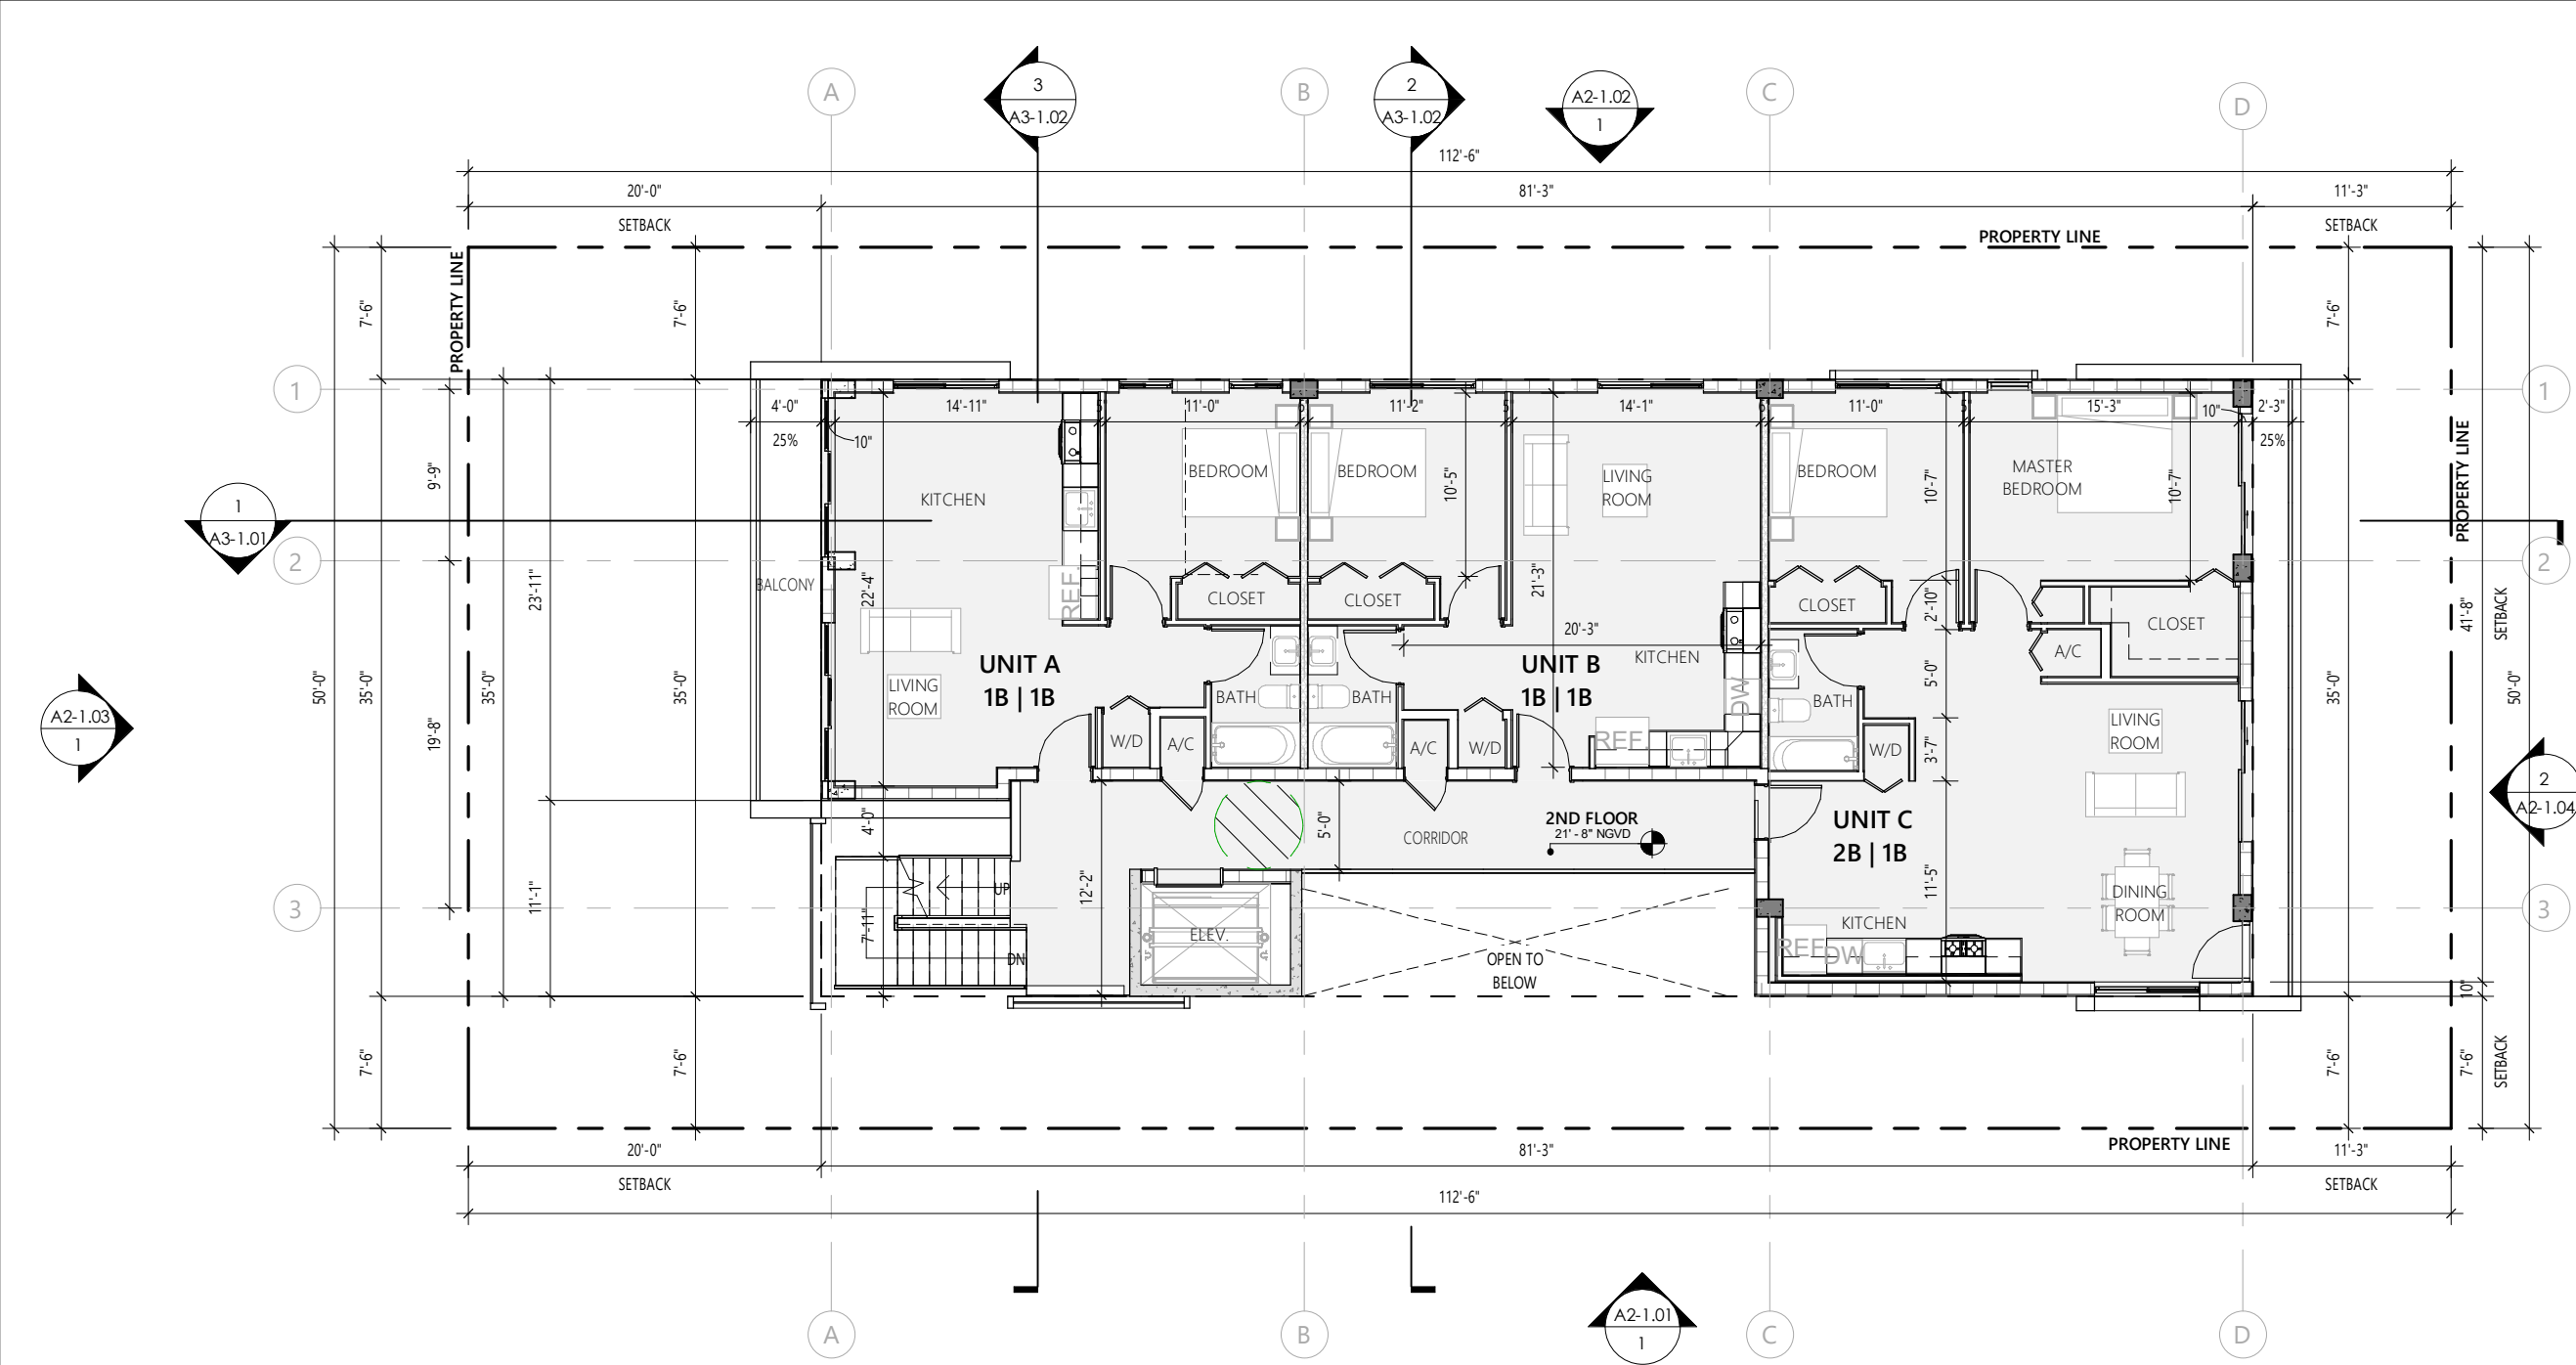 A
3
A3-1.02
B
2
A3-1.02
A2-1.02
1
C
D
112'-6"
20'-0"
81'-3"
11'-3"
SETBACK
SETBACK
PROPERTY LINE
PROPERTY LINE
7'-6"
7'-6"
7'-6"
1
1
4'-0"
14'-11"
5"
11'-0"
6"
11'-2"
5"
14'-1"
6"
11'-0"
5"
15'-3"
10"
2'-3"
25%
10"
25%
9'-9"
PROPERTY LINE
KITCHEN
BEDROOM
BEDROOM
10'-5"
LIVING
ROOM
BEDROOM
10'-7"
MASTER
BEDROOM
10'-7"
1
A3-1.01
2
2
BALCONY
23'-11"
22'-4"
REF.
CLOSET
CLOSET
21'-3"
CLOSET
2'-10"
CLOSET
41'-8"
SETBACK
20'-3"
KITCHEN
A/C
UNIT A
1B | 1B
UNIT B
1B | 1B
50'-0"
35'-0"
35'-0"
35'-0"
LIVING
ROOM
BATH
BATH
DW
BATH
5'-0"
35'-0"
50'-0"
A2-1.03
1
19'-8"
W/D
A/C
A/C
W/D
REF.
W/D
3'-7"
LIVING
ROOM
2
A2-1.04
4'-0"
5'-0"
CORRIDOR
2ND FLOOR
21' - 8" NGVD
UNIT C
2B | 1B
3
3
11'-1"
UP
7'-11"
DN
12'-2"
ELEV.
OPEN TO
BELOW
11'-5"
KITCHEN
REF.
DW
DINING
ROOM
10"
7'-6"
7'-6"
7'-6"
7'-6"
SETBACK
PROPERTY LINE
20'-0"
81'-3"
11'-3"
SETBACK
SETBACK
112'-6"
A
B
A2-1.01
1
C
D